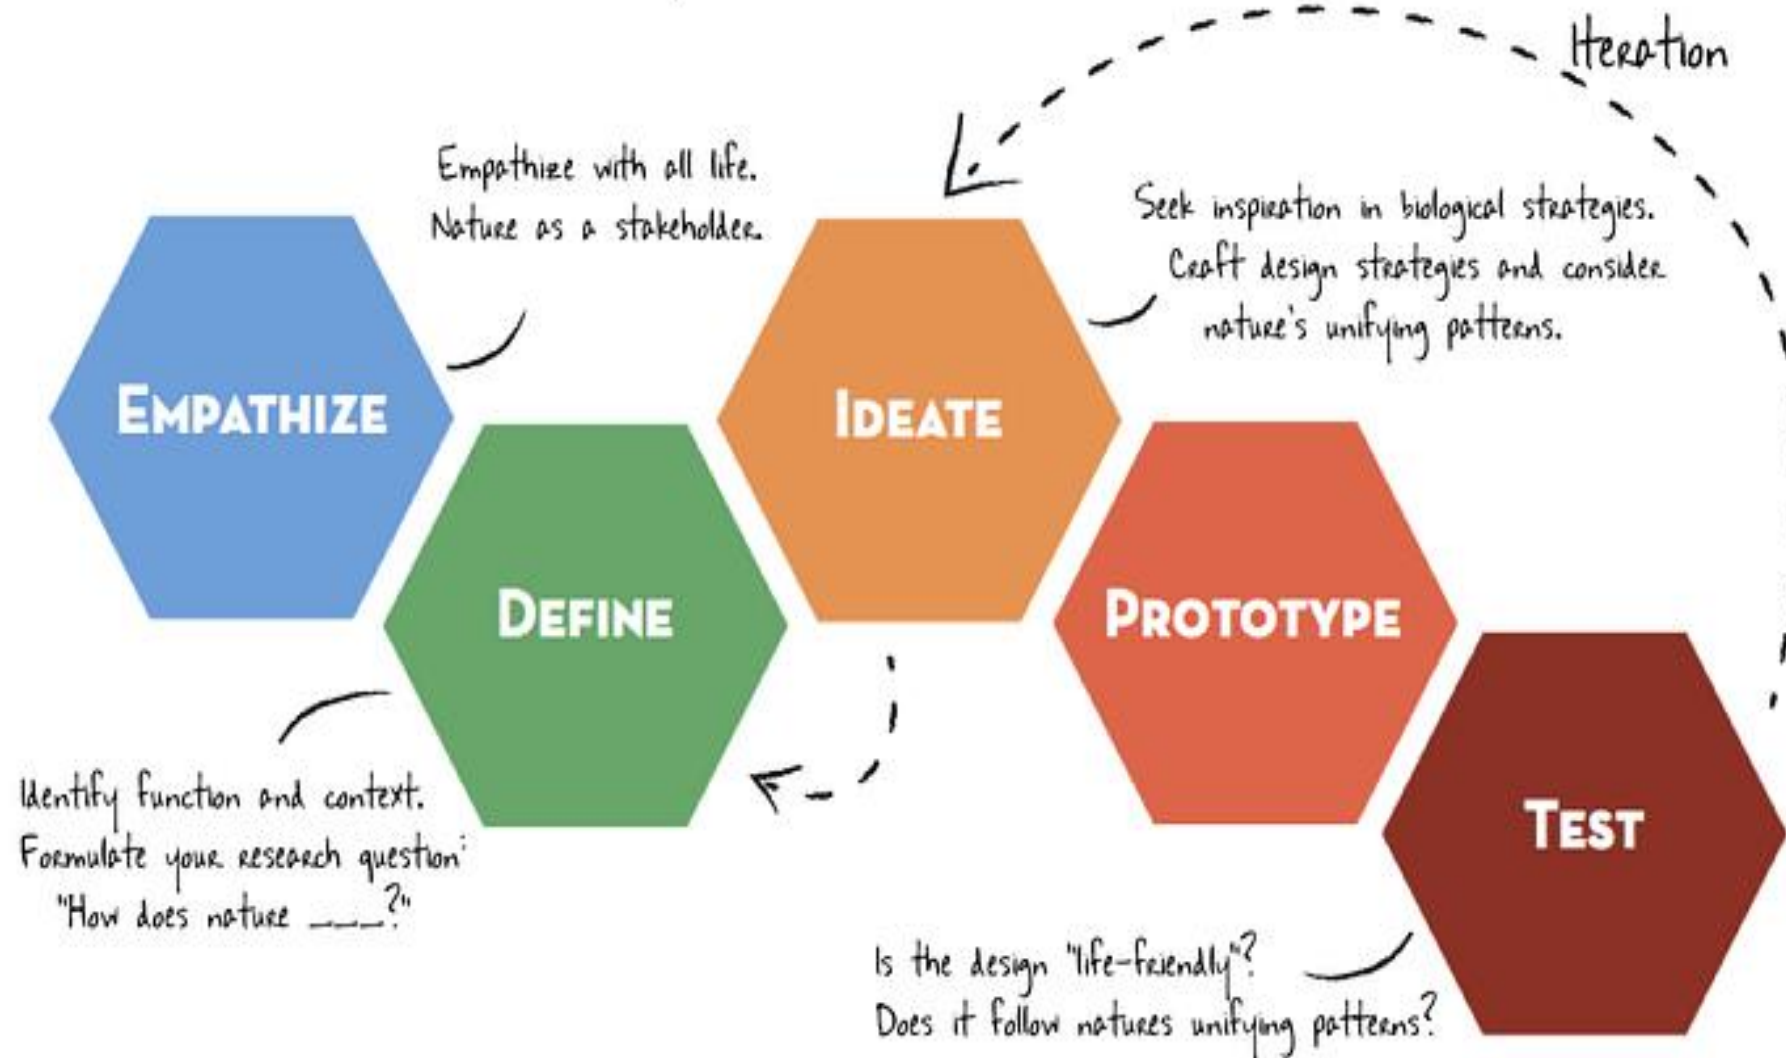 Iteration
Empathize with all life.
Nature as a stakeholder.
Seek inspiration in biological strategies.
Craft design strategies and consider
nature's unifying patterns.
EMPATHIZE
IDEATE
DEFINE
PROTOTYPE
TEST
Identify function and context.
Formulate your research question:
"How does nature ____?"
Is the design "life-friendly"?
Does it follow natures unifying patterns?